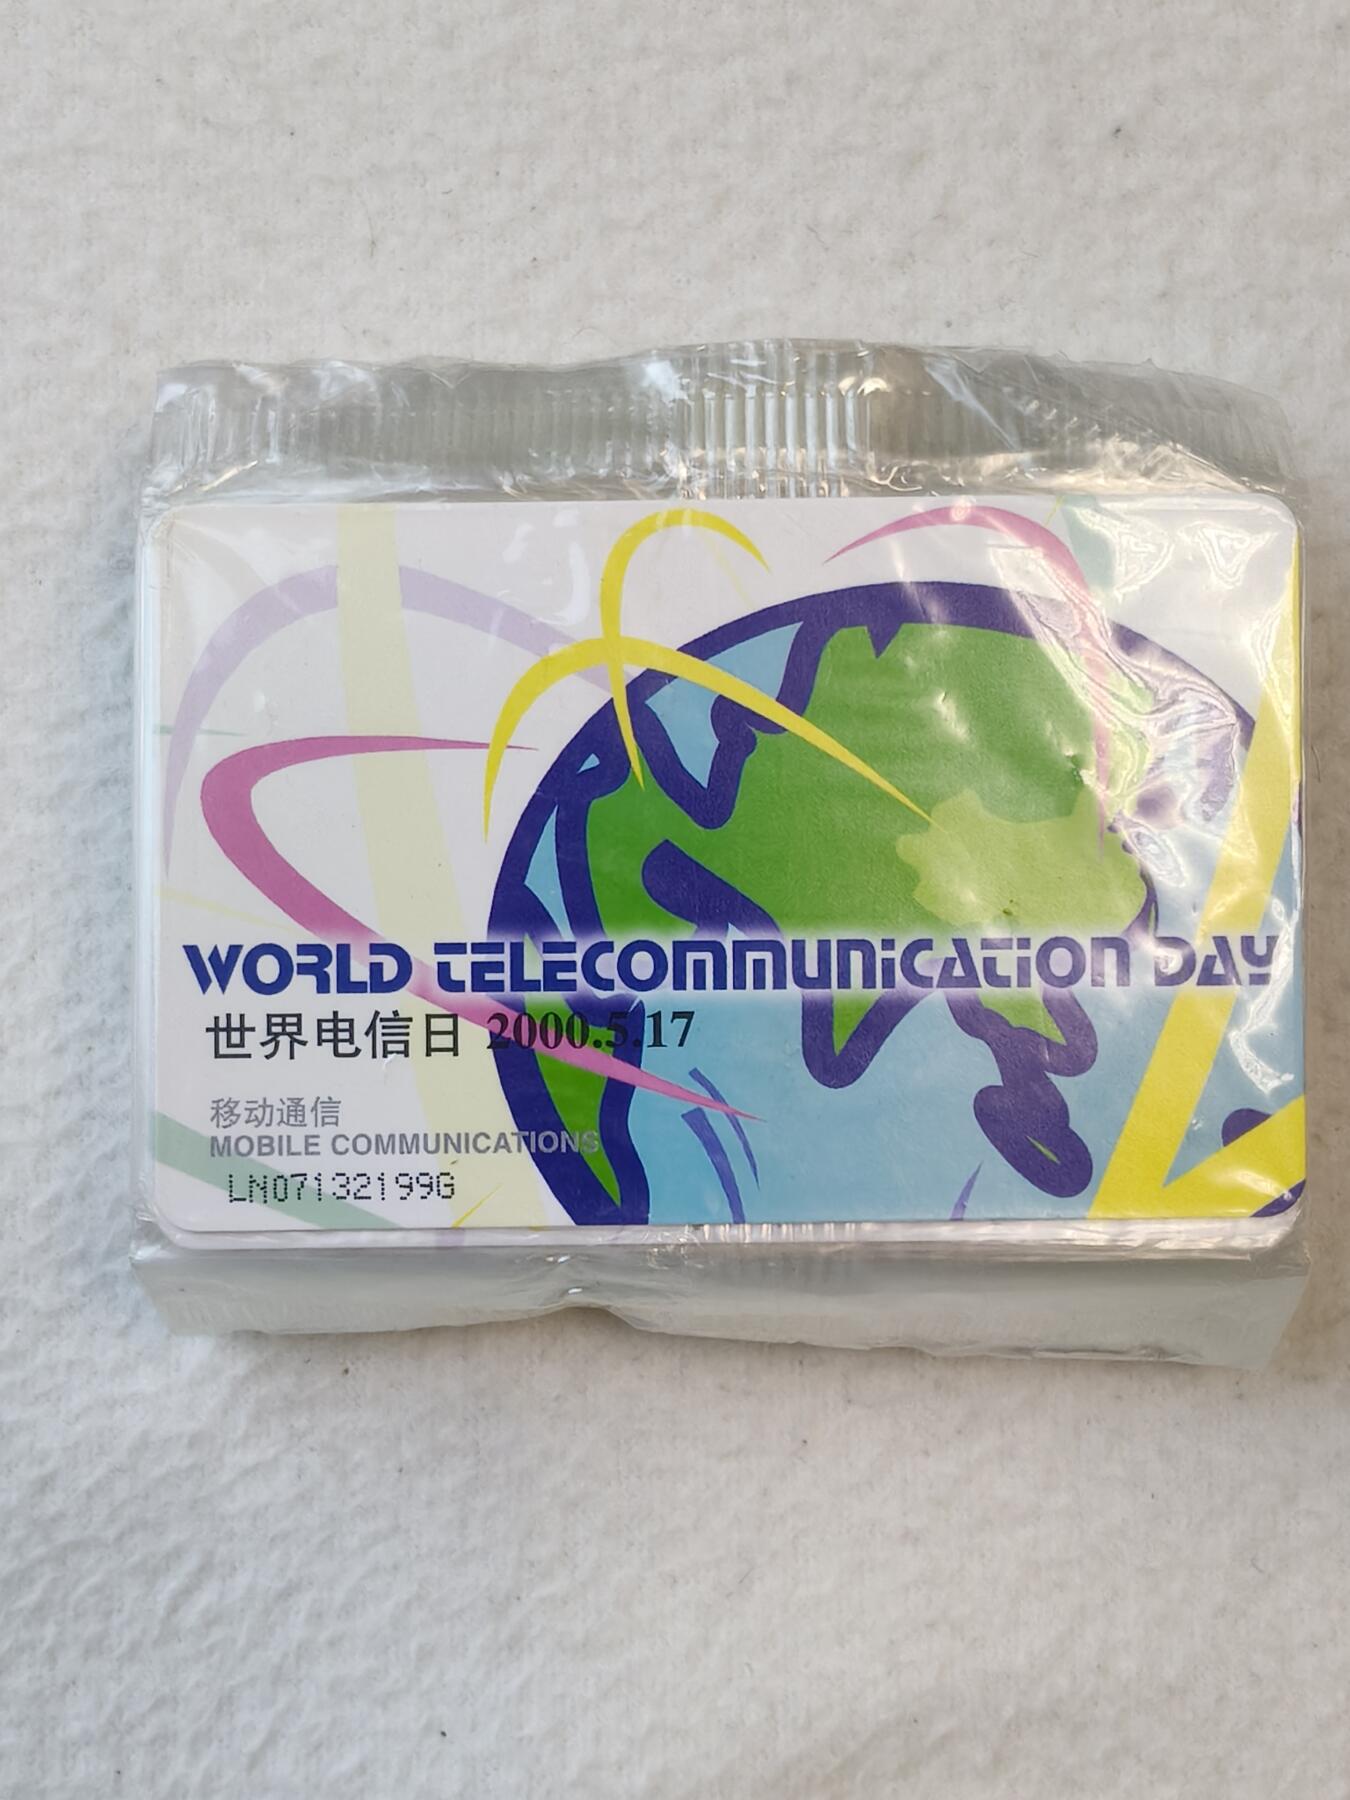 WORLD TELECOMMUNICATION DAY
世界电信日 2000.5.17
移动通信
MOBILE COMMUNICATIONS
LN07132199G